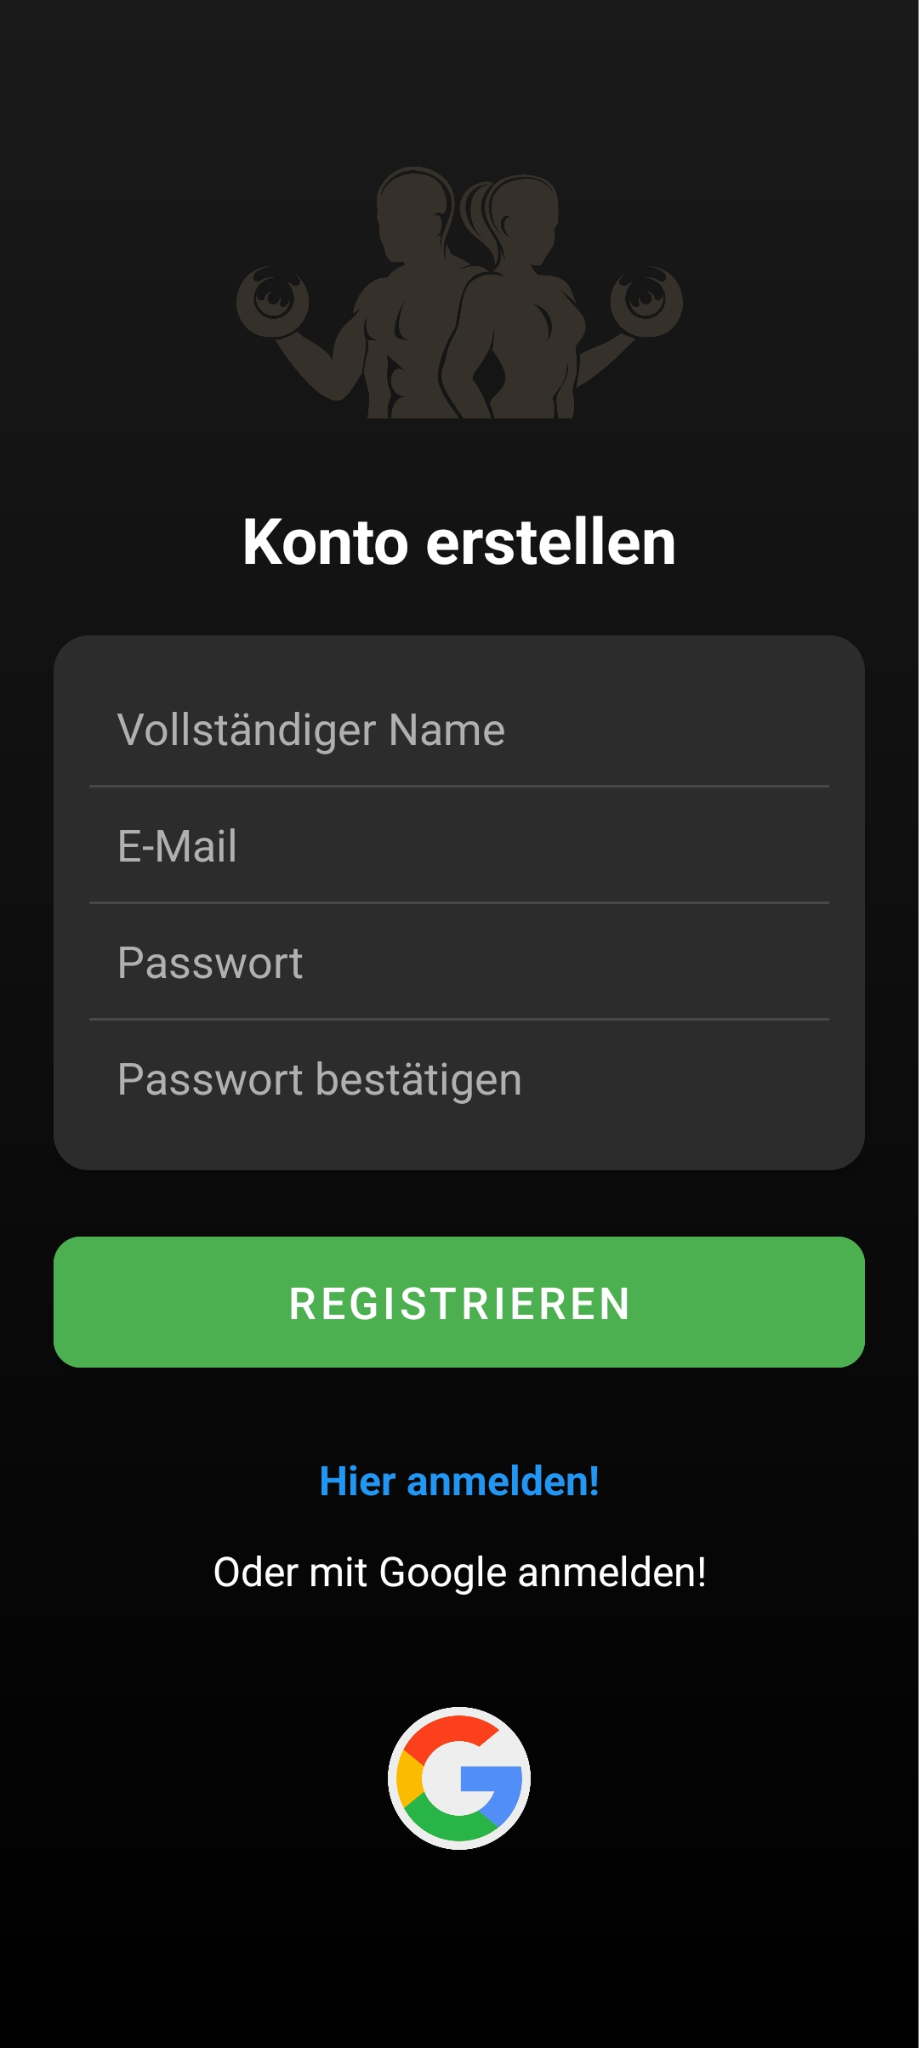 Konto erstellen
Vollständiger Name
E-Mail
Passwort
Passwort bestätigen
REGISTRIEREN
Hier anmelden!
Oder mit Google anmelden!
G